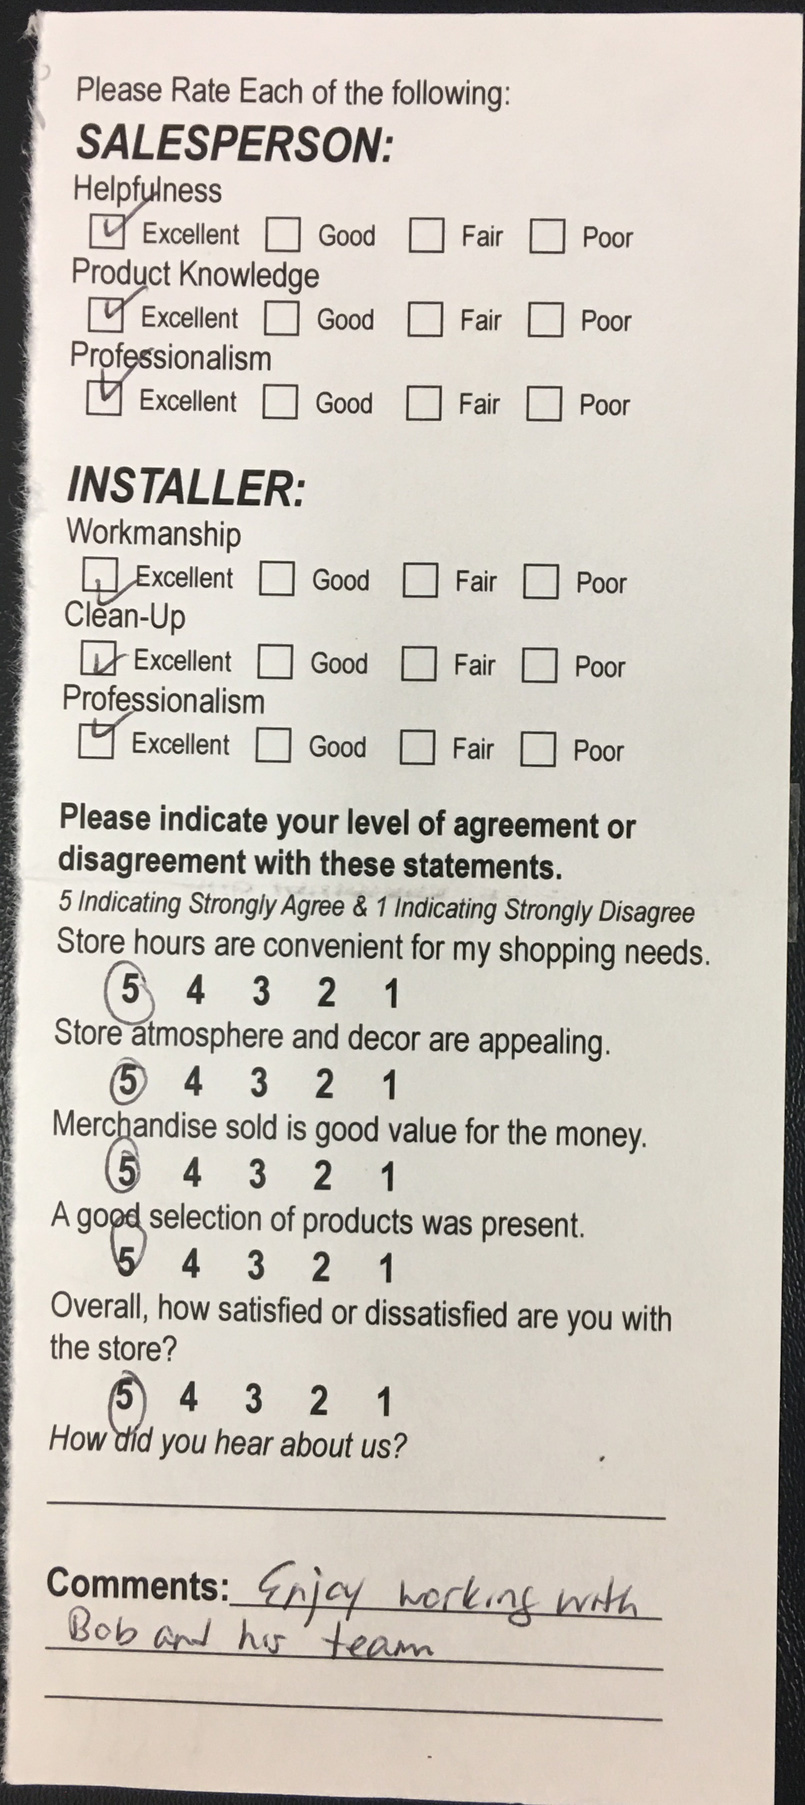 Please Rate Each of the following:
SALESPERSON:
Helpfulness
Excellent Good Fair Poor
Product Knowledge
Excellent Good Fair Poor
Professionalism
Excellent Good Fair Poor
INSTALLER:
Workmanship
Excellent Good Fair Poor
Clean-Up
Excellent Good Fair Poor
Professionalism
Excellent Good Fair Poor
Please indicate your level of agreement or
disagreement with these statements.
5 Indicating Strongly Agree & 1 Indicating Strongly Disagree
Store hours are convenient for my shopping needs.
5 4 3 2 1
Store atmosphere and decor are appealing.
5 4 3 2 1
Merchandise sold is good value for the money.
5 4 3 2 1
A good selection of products was present.
5 4 3 2 1
Overall, how satisfied or dissatisfied are you with
the store?
5 4 3 2 1
How did you hear about us?
Comments: Enjoy working with
Bob and his team